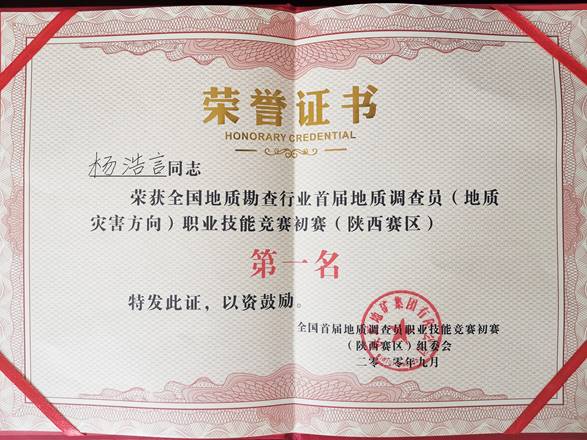 荣誉证书
HONORARY CREDENTIAL
杨浩言同志
荣获全国地质勘查行业首届地质调查员（地质
灾害方向）职业技能竞赛初赛（陕西赛区）
第一名
特发此证，以资鼓励。
全国首届地质调查员职业技能竞赛初赛
（陕西赛区）组委会
二〇二〇年九月